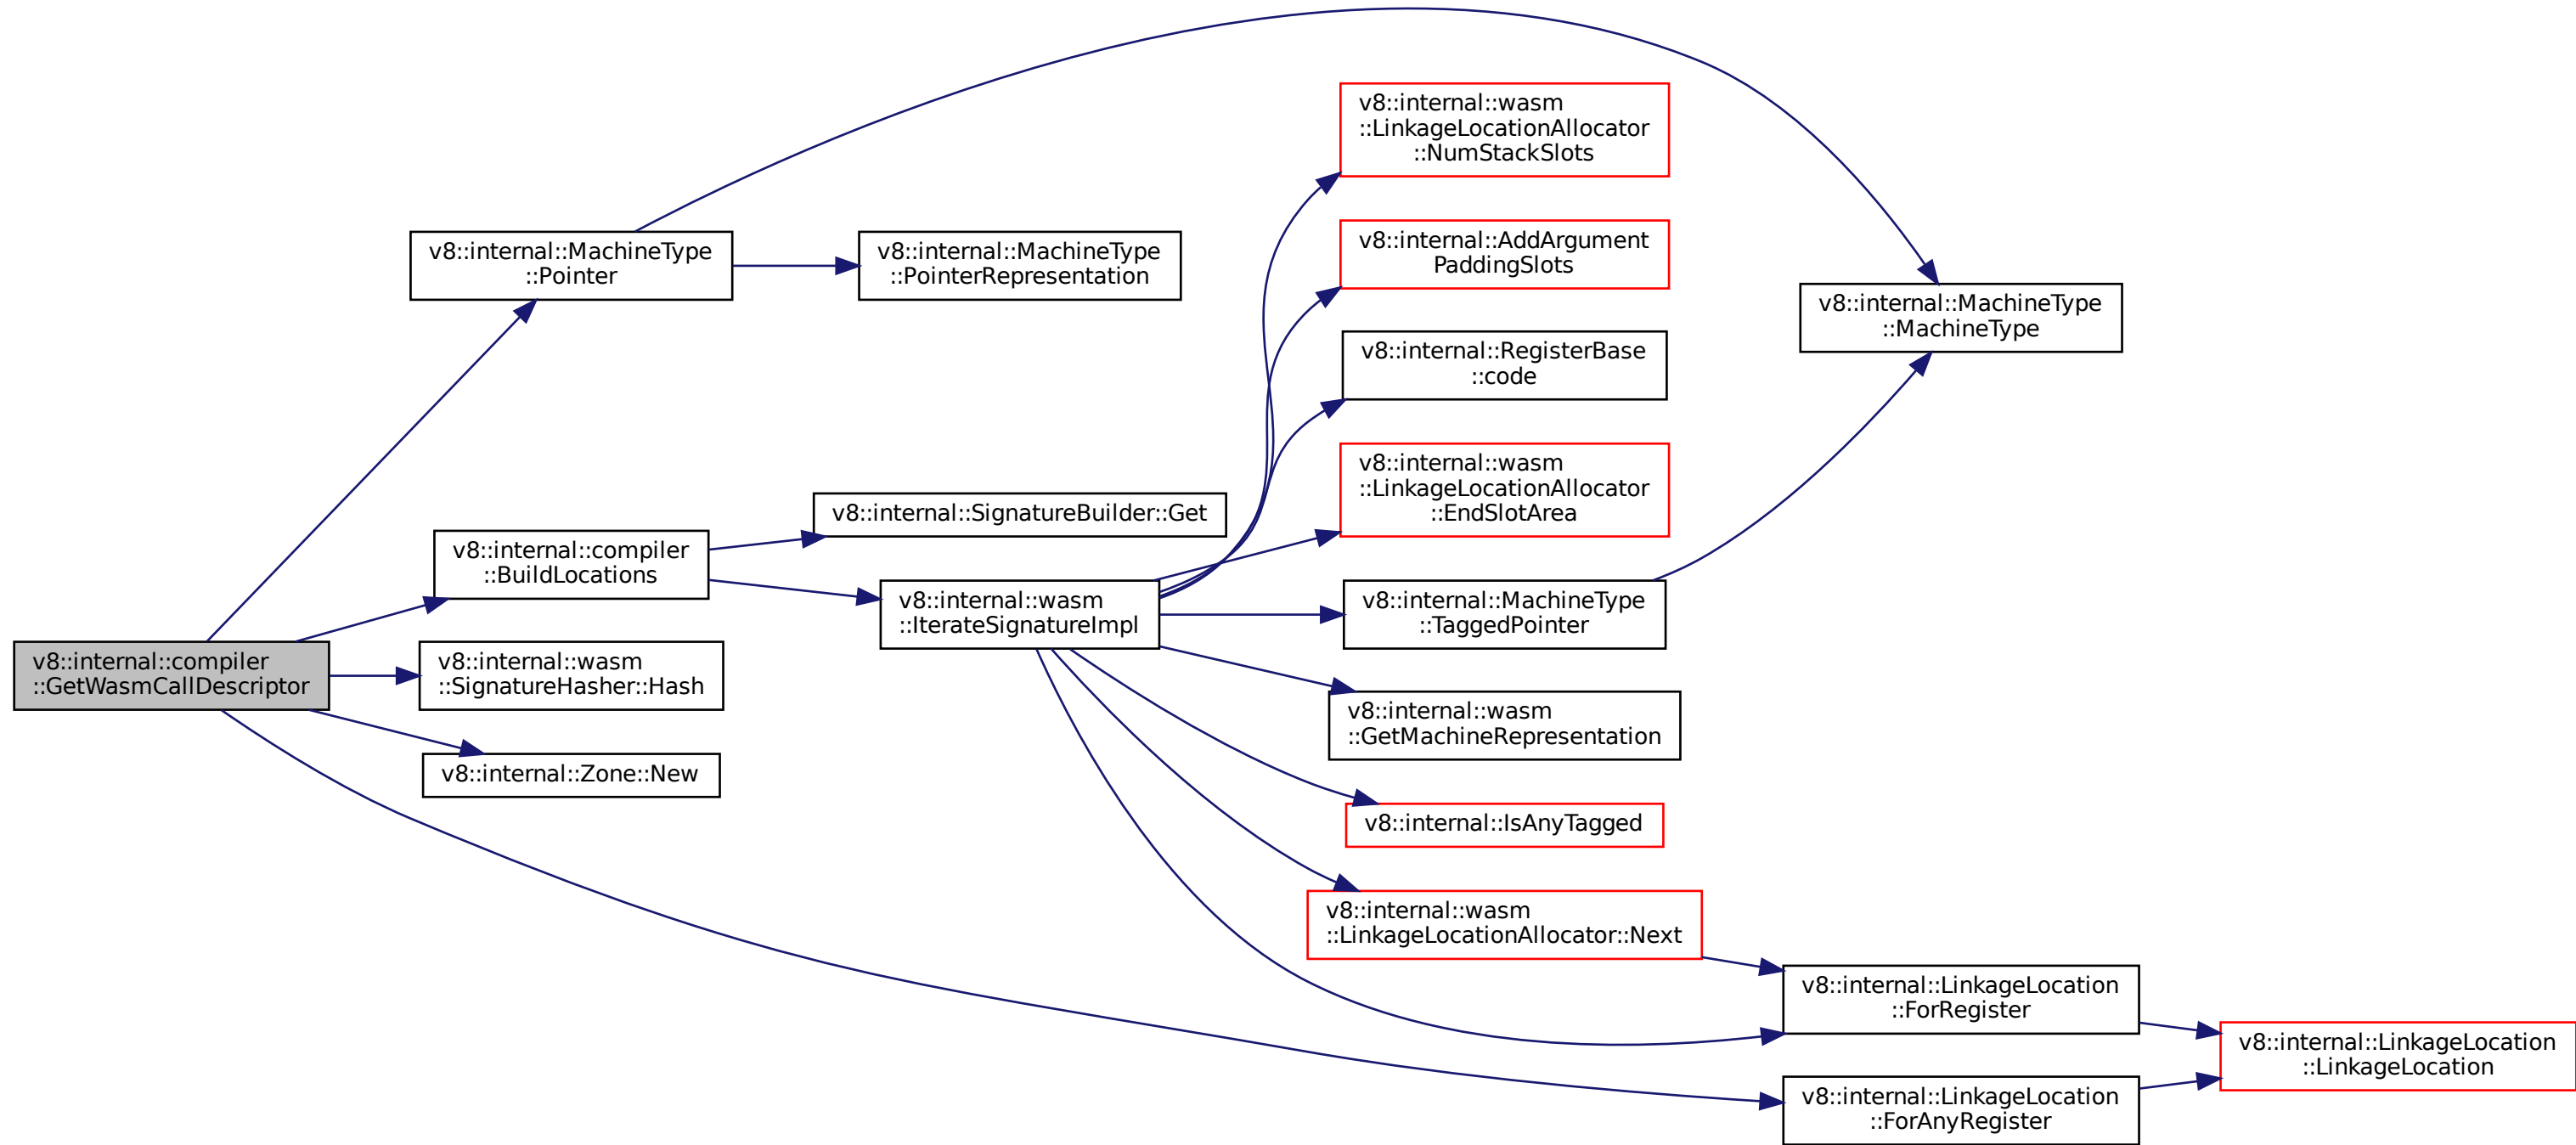 v8::internal::compiler
::GetWasmCallDescriptor
v8::internal::MachineType
::Pointer
v8::internal::compiler
::BuildLocations
v8::internal::wasm
::SignatureHasher::Hash
v8::internal::Zone::New
v8::internal::MachineType
::PointerRepresentation
v8::internal::SignatureBuilder::Get
v8::internal::wasm
::IterateSignatureImpl
v8::internal::wasm
::LinkageLocationAllocator
::NumStackSlots
v8::internal::AddArgument
PaddingSlots
v8::internal::RegisterBase
::code
v8::internal::wasm
::LinkageLocationAllocator
::EndSlotArea
v8::internal::MachineType
::TaggedPointer
v8::internal::wasm
::GetMachineRepresentation
v8::internal::IsAnyTagged
v8::internal::wasm
::LinkageLocationAllocator::Next
v8::internal::MachineType
::MachineType
v8::internal::LinkageLocation
::ForRegister
v8::internal::LinkageLocation
::ForAnyRegister
v8::internal::LinkageLocation
::LinkageLocation